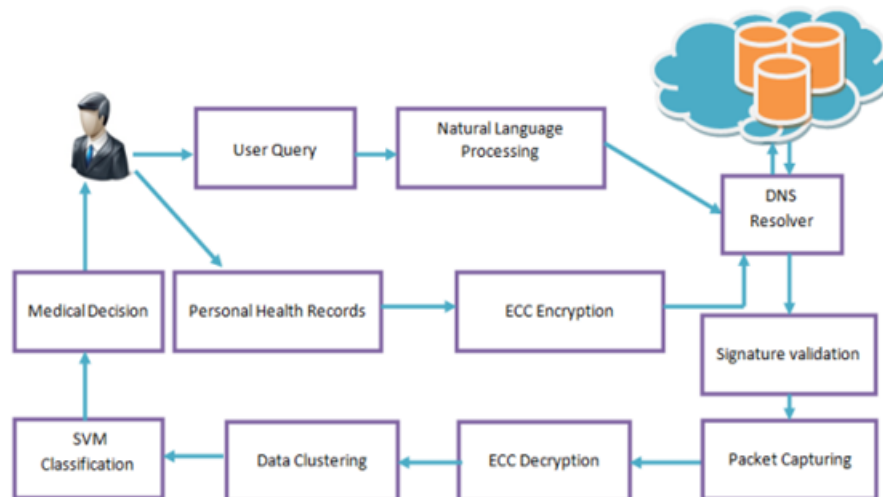 User Query
Natural Language
Processing
DNS
Resolver
Medical Decision
Personal Health Records
ECC Encryption
Signature validation
SVM
Classification
Data Clustering
ECC Decryption
Packet Capturing